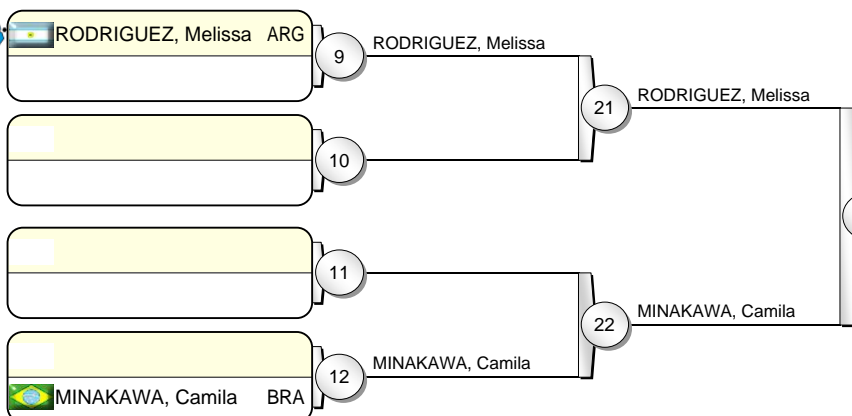 RODRIGUEZ, Melissa ARG
9
RODRIGUEZ, Melissa
21
RODRIGUEZ, Melissa
10
11
22
MINAKAWA, Camila
12
MINAKAWA, Camila
MINAKAWA, Camila BRA